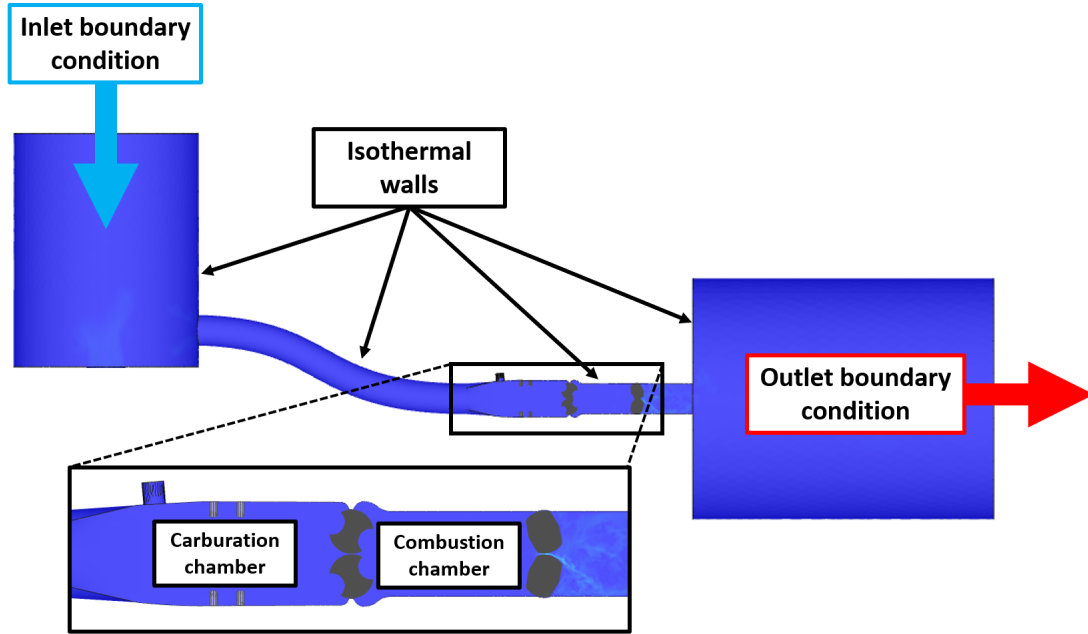 Inlet boundary
condition
Isothermal
walls
Outlet boundary
condition
Carburation
chamber
Combustion
chamber